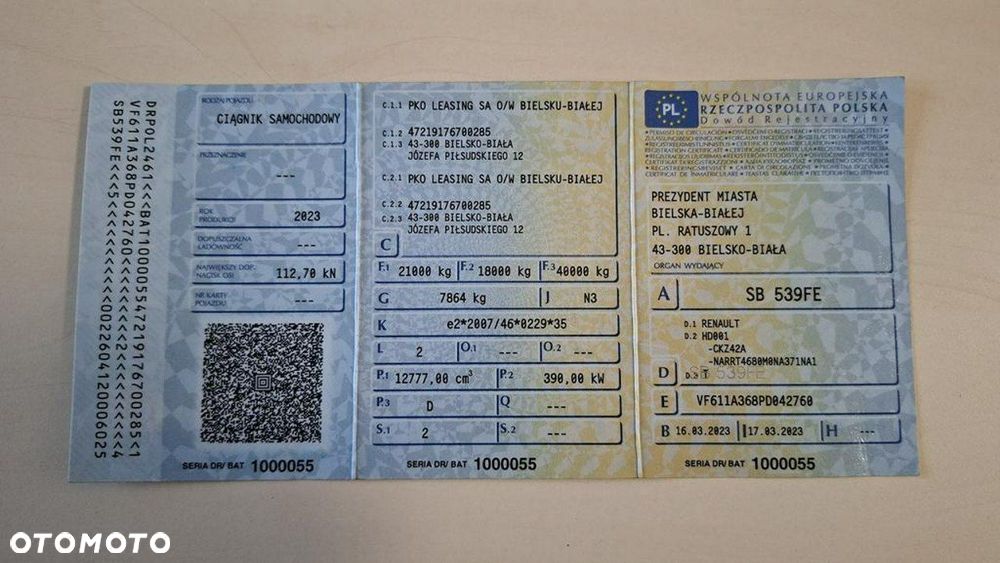 DRPOL2461<<BAT100005547219176700285<1
VF611A368PD042760<<<<<<2<<<<<<<<<<4
SB539FE<<<5<<<<<<<<<<<0022604120006025
RODZAJ POJAZDU
CIĄGNIK SAMOCHODOWY
PRZEZNACZENIE
---
ROK PRODUKCJI 2023
DOPUSZCZALNA ŁADOWNOŚĆ ---
NAJWIĘKSZY DOP. NACISK OSI 112,70 kN
NR KARTY POJAZDU ---
SERIA DR/ BAT 1000055
C.1.1 PKO LEASING SA O/W BIELSKU-BIAŁEJ
C.1.2 47219176700285
C.1.3 43-300 BIELSKO-BIAŁA
JÓZEFA PIŁSUDSKIEGO 12
C.2.1 PKO LEASING SA O/W BIELSKU-BIAŁEJ
C.2.2 47219176700285
C.2.3 43-300 BIELSKO-BIAŁA
JÓZEFA PIŁSUDSKIEGO 12
C
F.1 21000 kg F.2 18000 kg F.3 40000 kg
G 7864 kg J N3
K e2*2007/46*0229*35
L 2 O.1 --- O.2 ---
P.1 12777,00 cm³ P.2 390,00 kW
P.3 D Q ---
S.1 2 S.2 ---
SERIA DR/ BAT 1000055
PL
WSPÓLNOTA EUROPEJSKA
RZECZPOSPOLITA POLSKA
Dowód Rejestracyjny
PREZYDENT MIASTA
BIELSKA-BIAŁEJ
PL. RATUSZOWY 1
43-300 BIELSKO-BIAŁA
ORGAN WYDAJĄCY
A SB 539FE
D.1 RENAULT
D.2 HD001
-CKZ42A
-NARRT4680M0NA371NA1
D D.3 T
SB 539FE
E VF611A368PD042760
B 16.03.2023 I 17.03.2023 H ---
SERIA DR/ BAT 1000055
OTOMOTO